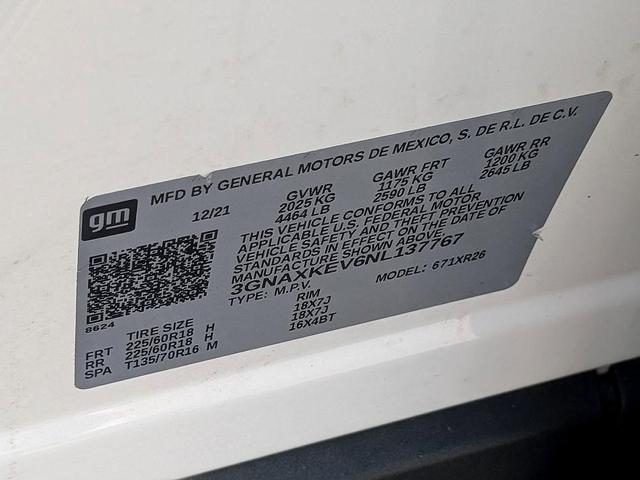 gm
MFD BY GENERAL MOTORS DE MEXICO, S. DE R.L. DE C.V.
12/21 GVWR GAWR FRT GAWR RR
2025 KG 1175 KG 1200 KG
4464 LB 2590 LB 2645 LB
THIS VEHICLE CONFORMS TO ALL
APPLICABLE U.S. FEDERAL MOTOR
VEHICLE SAFETY AND THEFT PREVENTION
STANDARDS IN EFFECT ON THE DATE OF
MANUFACTURE SHOWN ABOVE.
3GNAXKEV6NL137767
TYPE: M.P.V. MODEL: 671XR26
8624
TIRE SIZE RIM
FRT 225/60R18 H 18X7J
RR 225/60R18 H 18X7J
SPA T135/70R16 M 16X4BT